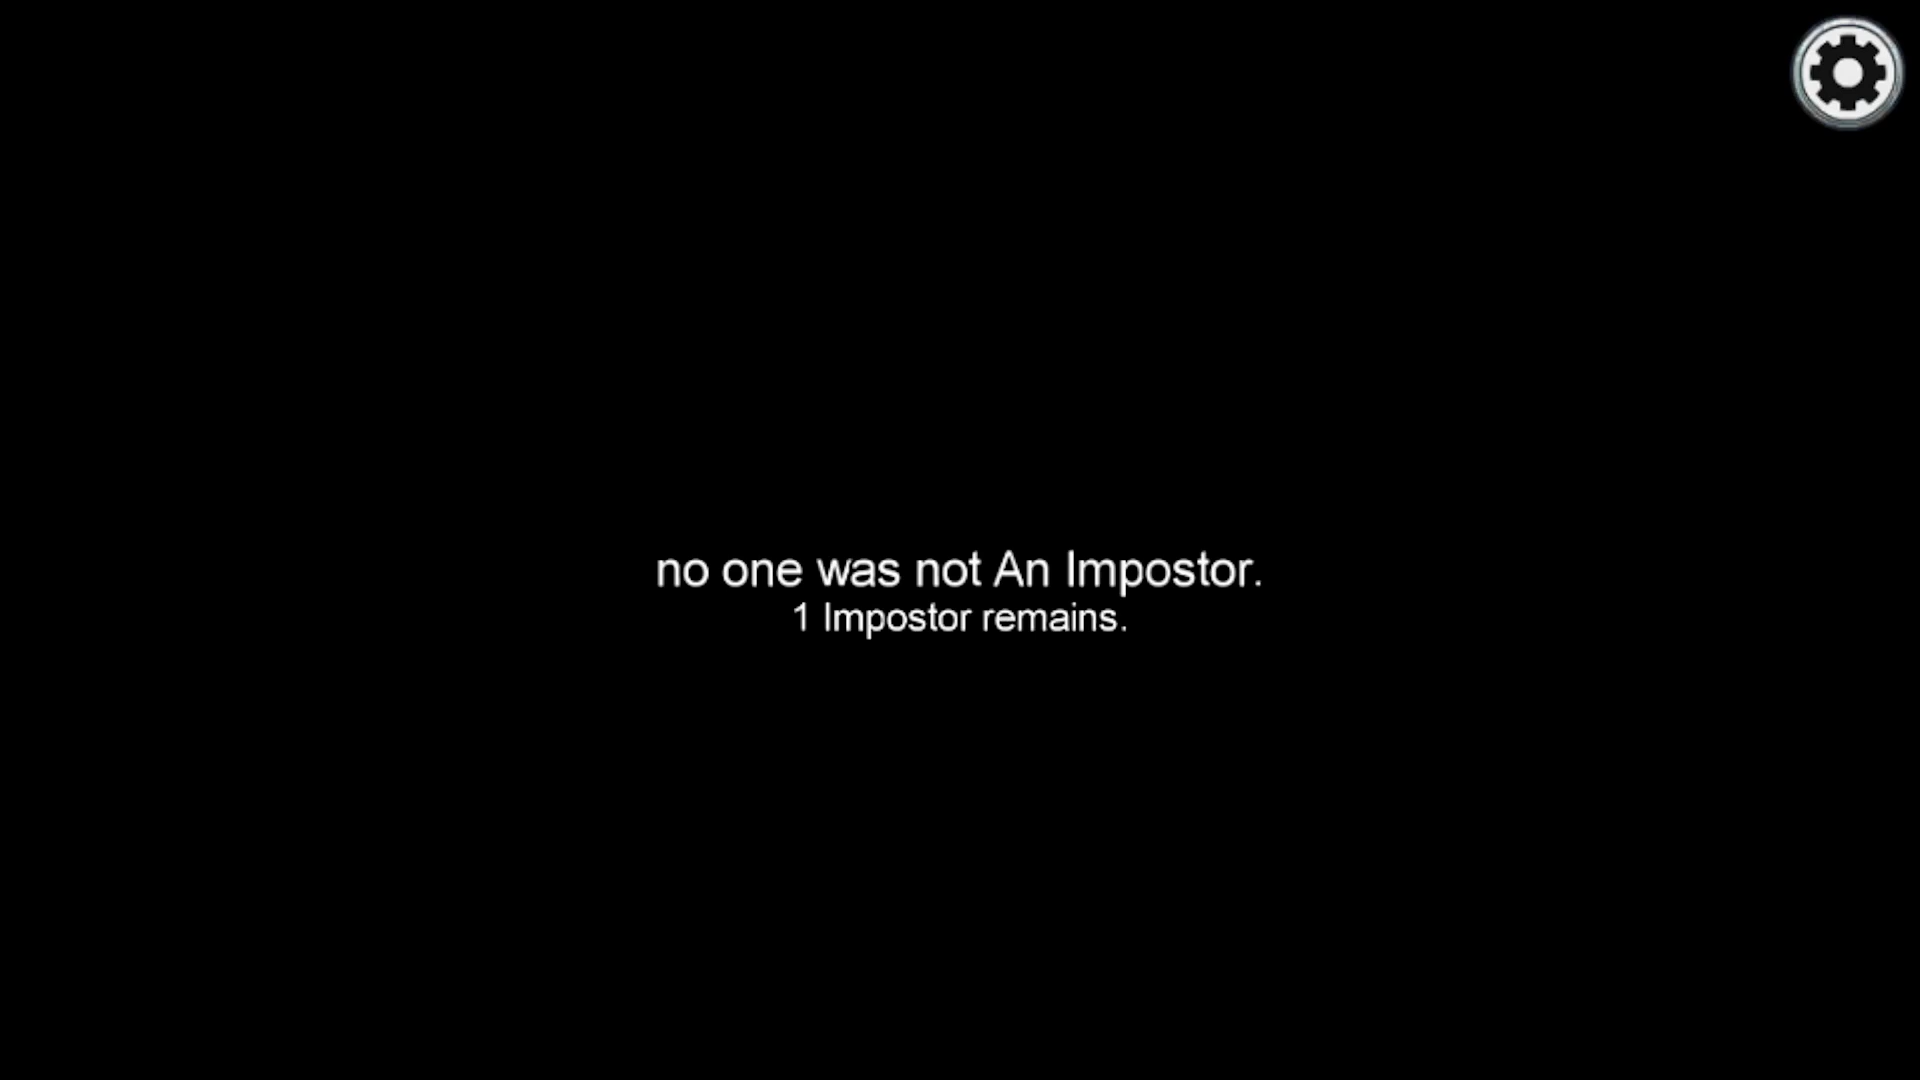 no one was not An Impostor.
1 Impostor remains.